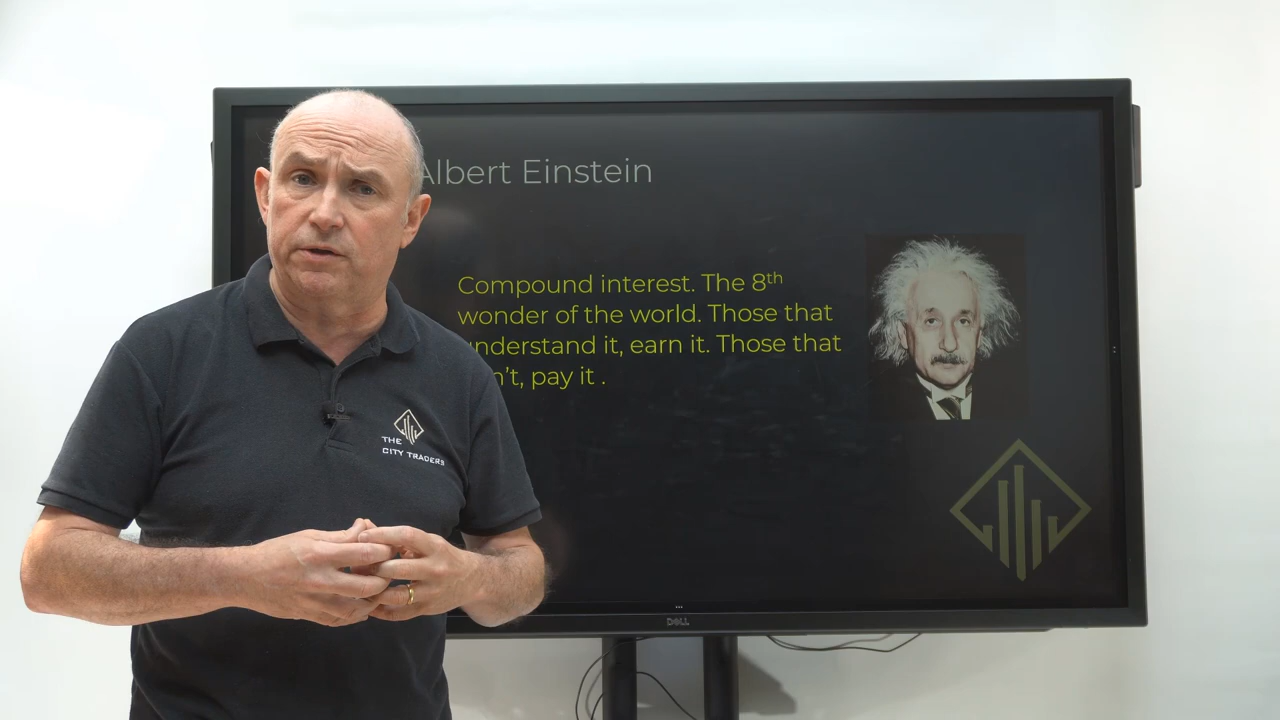 Albert Einstein
Compound interest. The 8th
wonder of the world. Those that
understand it, earn it. Those that
n't, pay it .
THE
CITY TRADERS
DELL